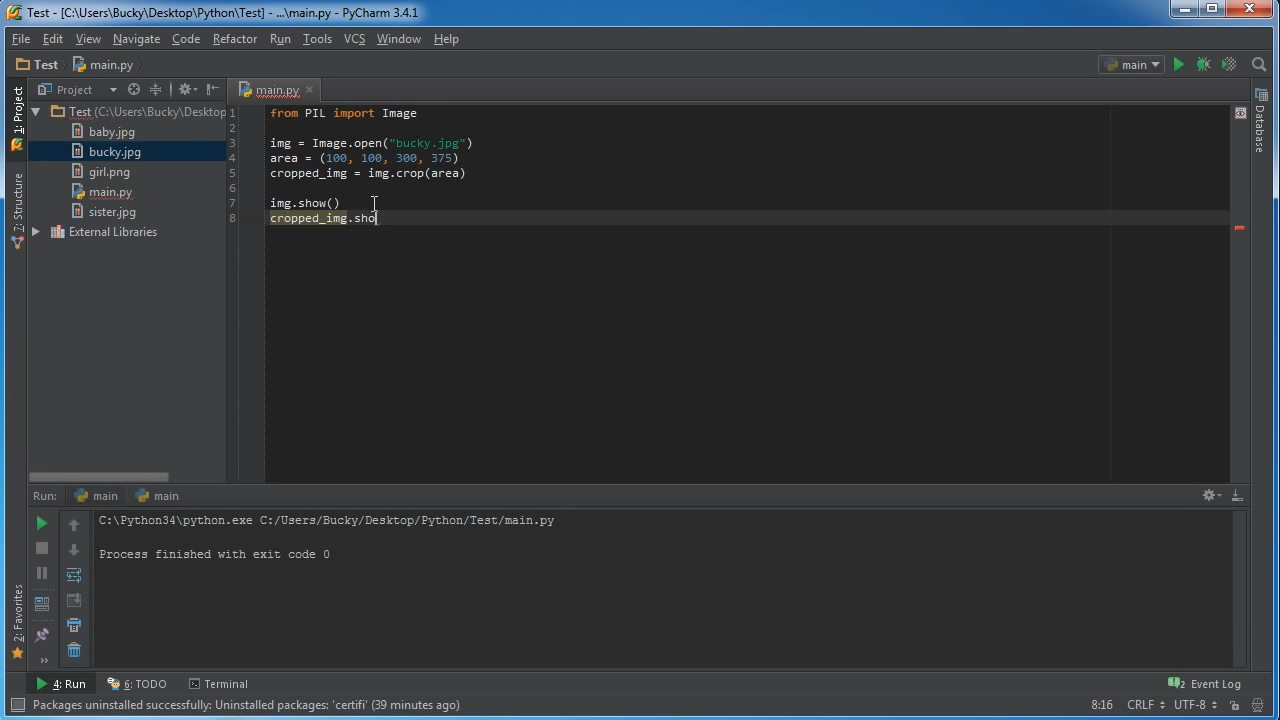 Test - [C:\Users\Bucky\Desktop\Python\Test] - ...\main.py - PyCharm 3.4.1
File Edit View Navigate Code Refactor Run Tools VCS Window Help
Test main.py main
Project main.py
1: Project
7: Structure
2: Favorites
Database
Test (C:\Users\Bucky\Desktop
baby.jpg
bucky.jpg
girl.png
main.py
sister.jpg
External Libraries
1 from PIL import Image
2
3 img = Image.open("bucky.jpg")
4 area = (100, 100, 300, 375)
5 cropped_img = img.crop(area)
6
7 img.show()
8 cropped_img.sho
Run: main main
C:\Python34\python.exe C:/Users/Bucky/Desktop/Python/Test/main.py
Process finished with exit code 0
4: Run 6: TODO Terminal 2 Event Log
Packages uninstalled successfully: Uninstalled packages: 'certifi' (39 minutes ago) 8:16 CRLF UTF-8